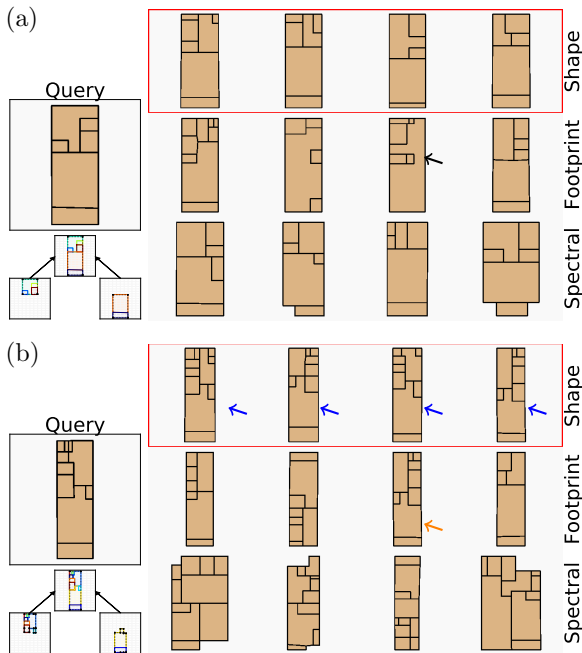 (a)
Query
Shape
Footprint
Spectral
(b)
Query
Shape
Footprint
Spectral